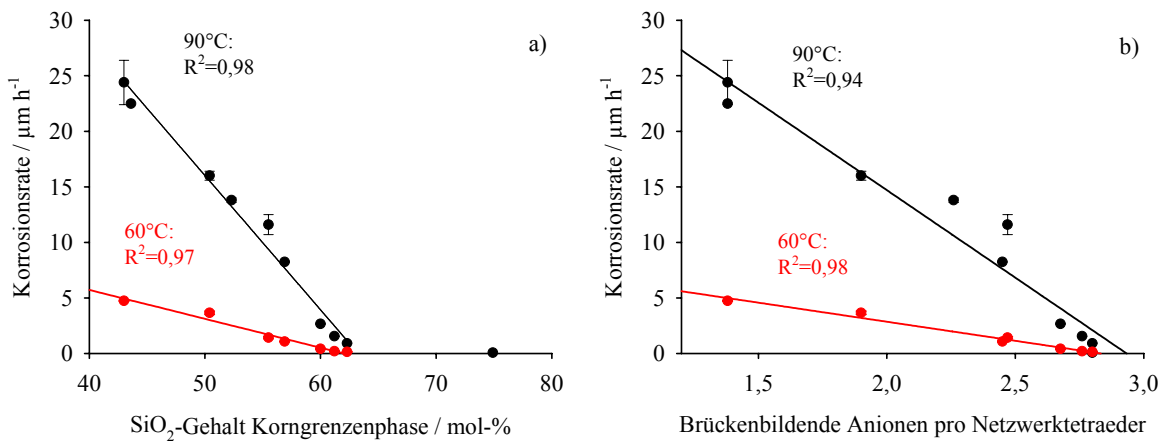 a)
90°C:
R²=0,98
60°C:
R²=0,97
Korrosionsrate / µm h⁻¹
30
25
20
15
10
5
0
40 50 60 70 80
SiO₂-Gehalt Korngrenzenphase / mol-%
b)
90°C:
R²=0,94
60°C:
R²=0,98
Korrosionsrate / µm h⁻¹
30
25
20
15
10
5
0
1,5 2,0 2,5 3,0
Brückenbildende Anionen pro Netzwerktetraeder